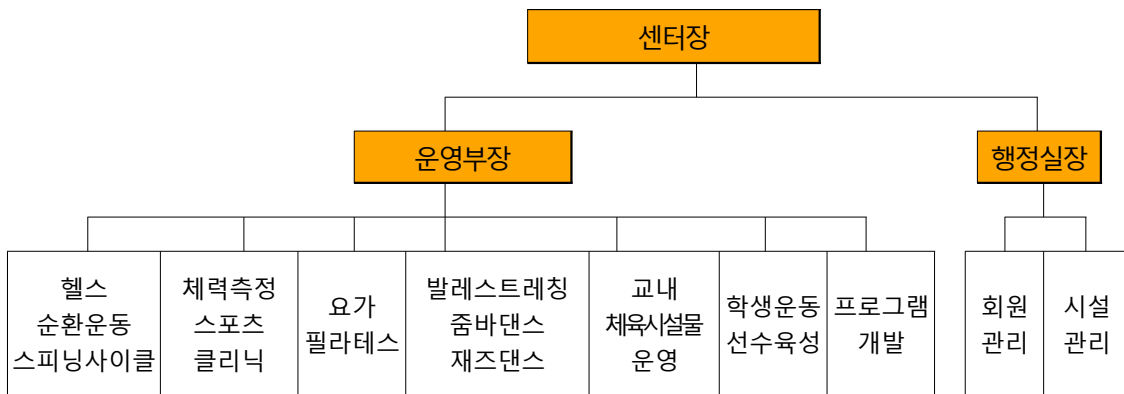 센터장
운영부장
행정실장
헬스
순환운동
스피닝사이클
체력측정
스포츠
클리닉
요가
필라테스
발레스트레칭
줌바댄스
재즈댄스
교내
체육시설물
운영
학생운동
선수육성
프로그램
개발
회원
관리
시설
관리